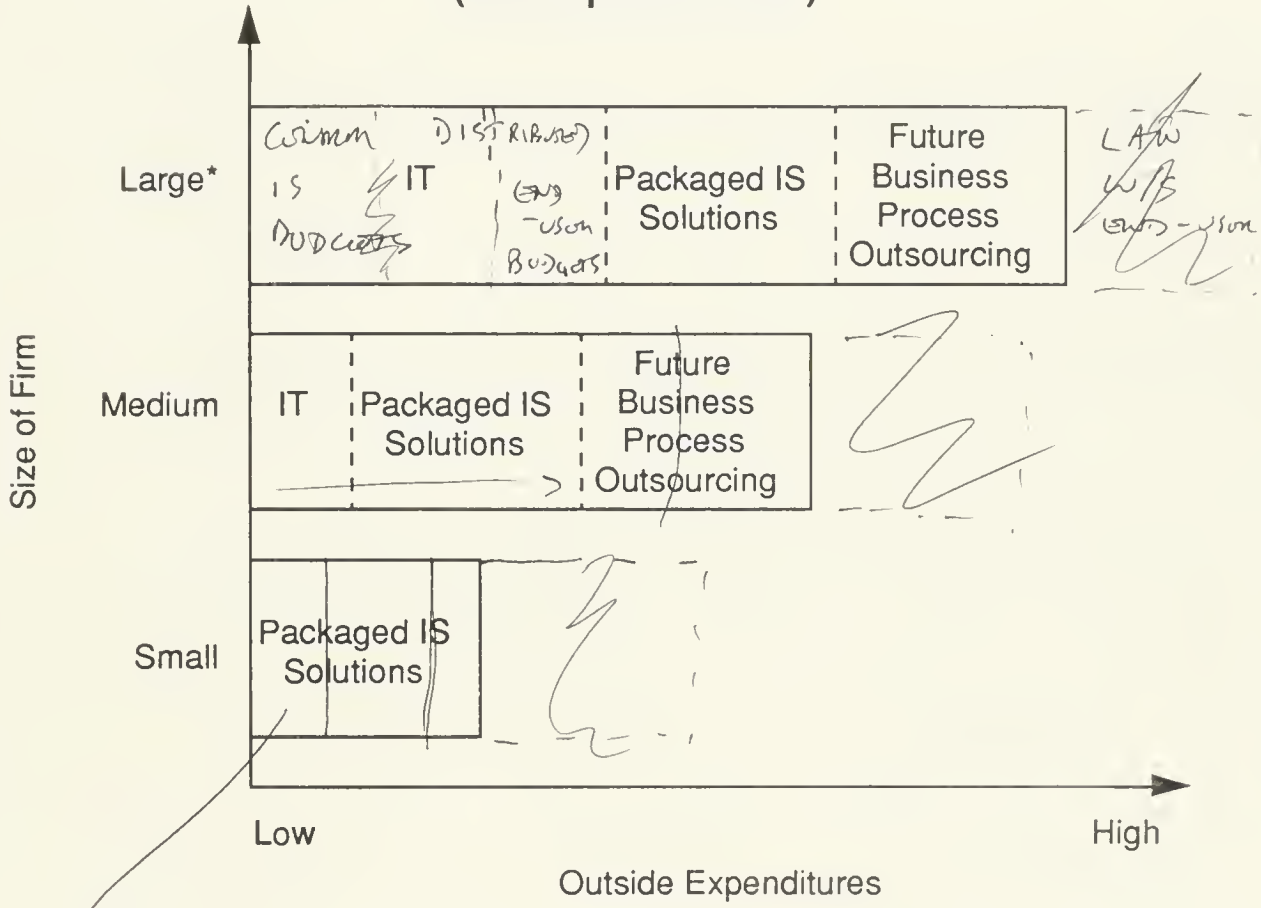 Large*
Common
IS
BUDGETS
IT
DISTRIBUTED
END
-USER
BUDGETS
Packaged IS
Solutions
Future
Business
Process
Outsourcing
LAW
W/S
END-USER
Size of Firm
Medium
IT
Packaged IS
Solutions
Future
Business
Process
Outsourcing
Small
Packaged IS
Solutions
Low
High
Outside Expenditures